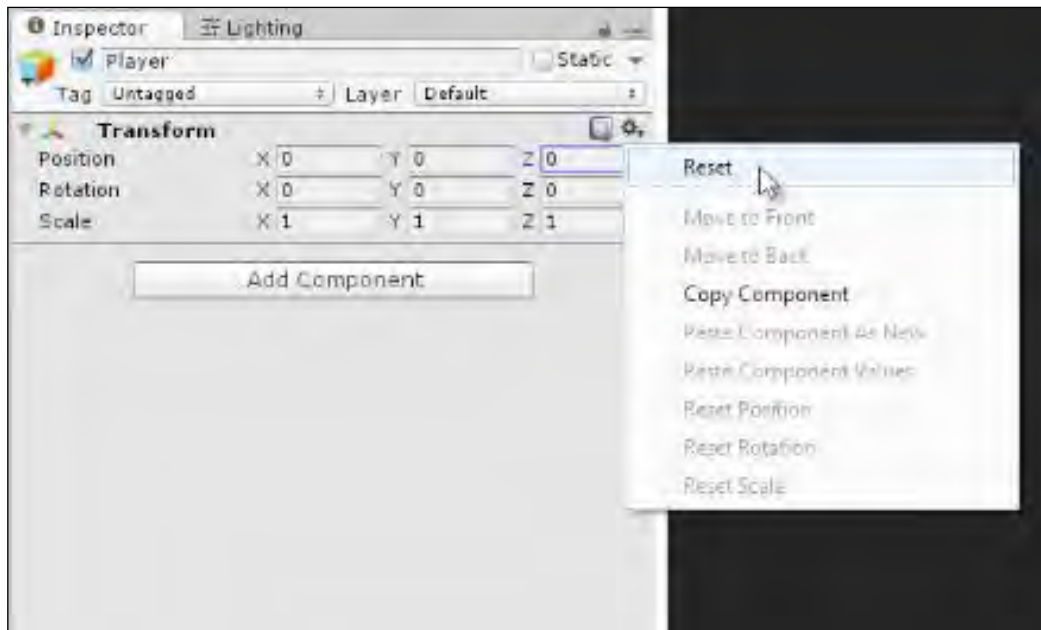 Inspector Lighting
Player Static
Tag Untagged Layer Default
Transform
Position X 0 Y 0 Z 0
Rotation X 0 Y 0 Z 0
Scale X 1 Y 1 Z 1
Add Component
Reset
Move to Front
Move to Back
Copy Component
Paste Component As New
Paste Component Values
Reset Position
Reset Rotation
Reset Scale